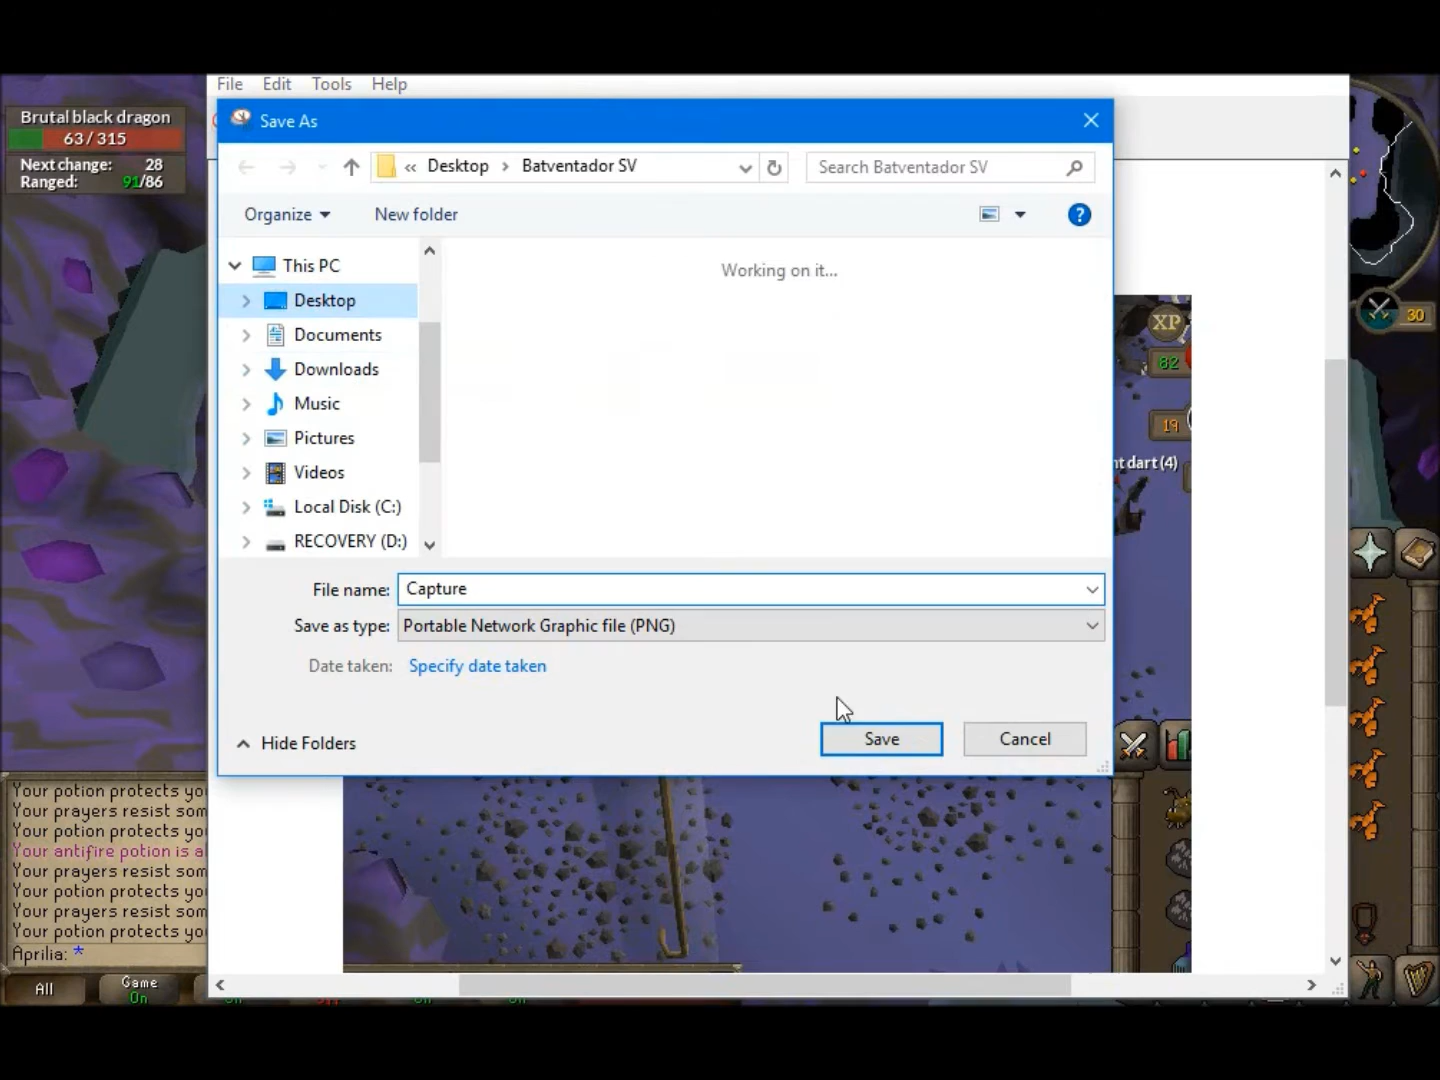 File Edit Tools Help
Brutal black dragon
63 / 315
Next change: 28
Ranged: 91/86
Save As
« Desktop › Batventador SV
Search Batventador SV
Organize
New folder
?
Working on it...
This PC
Desktop
Documents
Downloads
Music
Pictures
Videos
Local Disk (C:)
RECOVERY (D:)
30
XP
82
19
nt dart (4)
File name: Capture
Save as type: Portable Network Graphic file (PNG)
Date taken: Specify date taken
Hide Folders
Save
Cancel
Your potion protects yo
Your prayers resist som
Your potion protects yo
Your antifire potion is a
Your prayers resist som
Your potion protects yo
Your prayers resist som
Your potion protects yo
Aprilia: *
All
Game
On